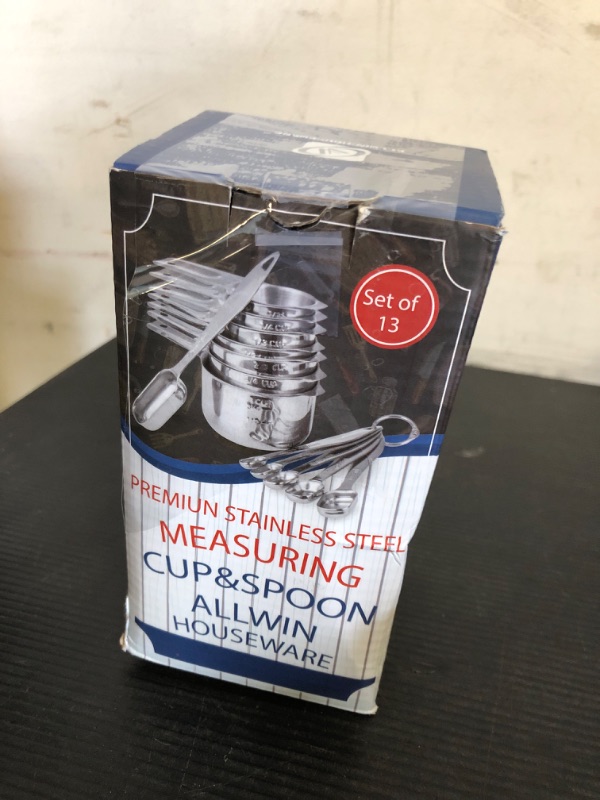 Set of
13
PREMIUN STAINLESS STEEL
MEASURING
CUP&SPOON
ALLWIN
HOUSEWARE